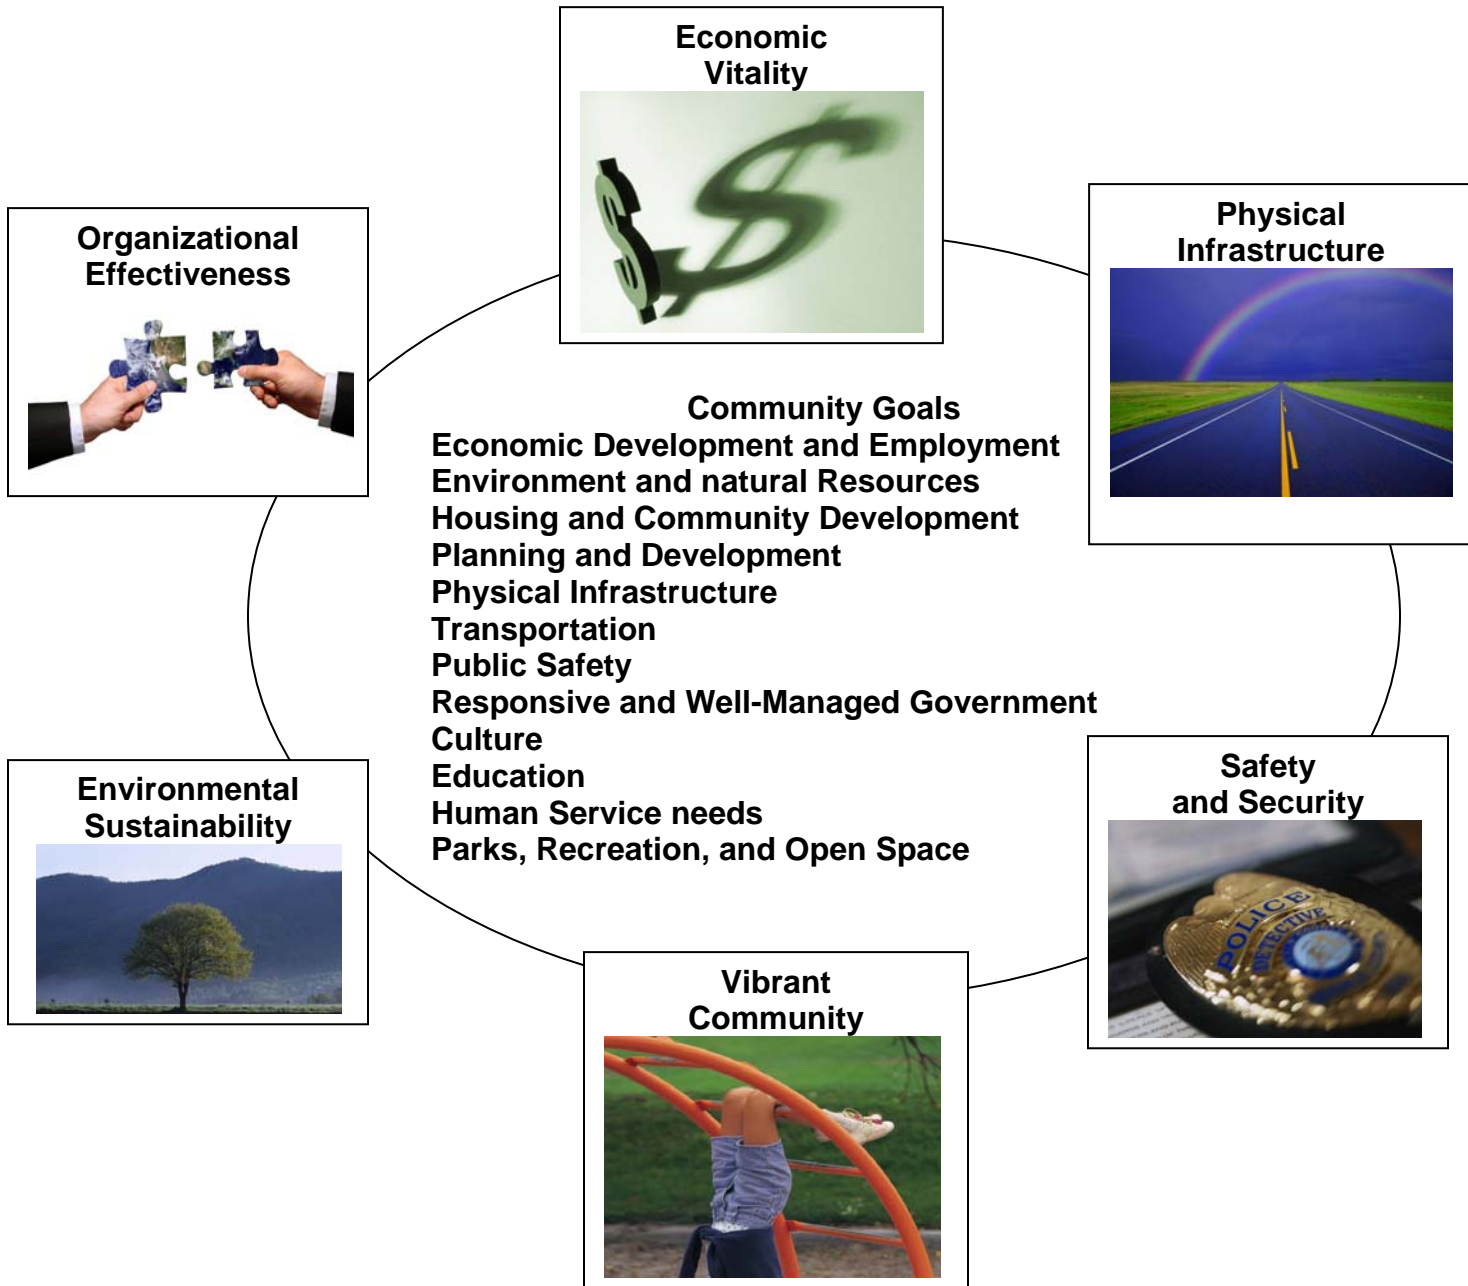 Economic
Vitality
Physical
Infrastructure
Organizational
Effectiveness
Community Goals
Economic Development and Employment
Environment and natural Resources
Housing and Community Development
Planning and Development
Physical Infrastructure
Transportation
Public Safety
Responsive and Well-Managed Government
Culture
Education
Human Service needs
Parks, Recreation, and Open Space
Safety
and Security
POLICE
DETECTIVE
Environmental
Sustainability
Vibrant
Community